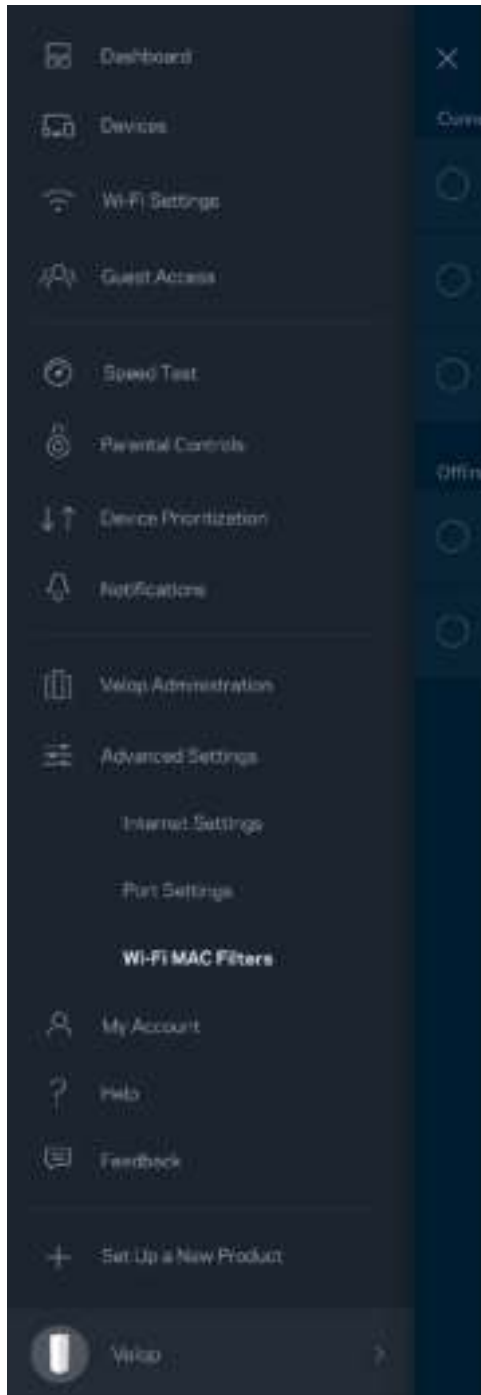 Dashboard
Devices
Wi-Fi Settings
Guest Access
Speed Test
Parental Controls
Device Prioritization
Notifications
Velop Administration
Advanced Settings
Internet Settings
Port Settings
Wi-Fi MAC Filters
My Account
Help
Feedback
Set Up a New Product
Velop